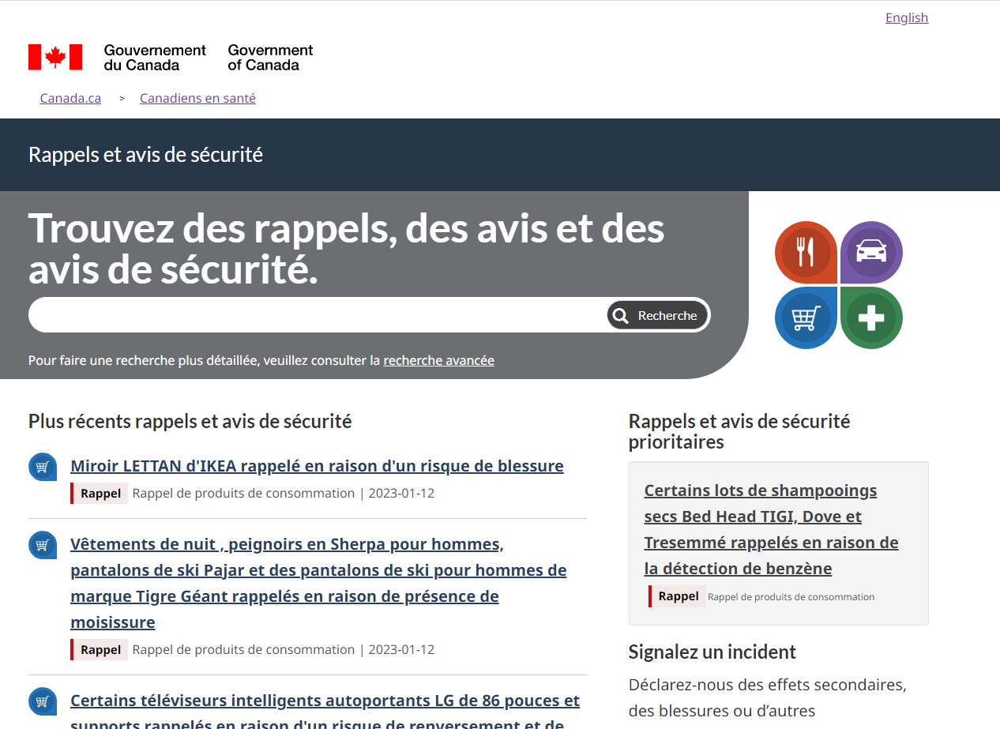 English
Gouvernement
du Canada
Government
of Canada
Canada.ca > Canadiens en santé
Rappels et avis de sécurité
Trouvez des rappels, des avis et des
avis de sécurité.
Recherche
Pour faire une recherche plus détaillée, veuillez consulter la recherche avancée
Plus récents rappels et avis de sécurité
Miroir LETTAN d'IKEA rappelé en raison d'un risque de blessure
Rappel Rappel de produits de consommation | 2023-01-12
Vêtements de nuit , peignoirs en Sherpa pour hommes,
pantalons de ski Pajar et des pantalons de ski pour hommes de
marque Tigre Géant rappelés en raison de présence de
moisissure
Rappel Rappel de produits de consommation | 2023-01-12
Certains téléviseurs intelligents autoportants LG de 86 pouces et
supports rappelés en raison d'un risque de renversement et de
Rappels et avis de sécurité
prioritaires
Certains lots de shampooings
secs Bed Head TIGI, Dove et
Tresemmé rappelés en raison de
la détection de benzène
Rappel Rappel de produits de consommation
Signalez un incident
Déclarez-nous des effets secondaires,
des blessures ou d’autres